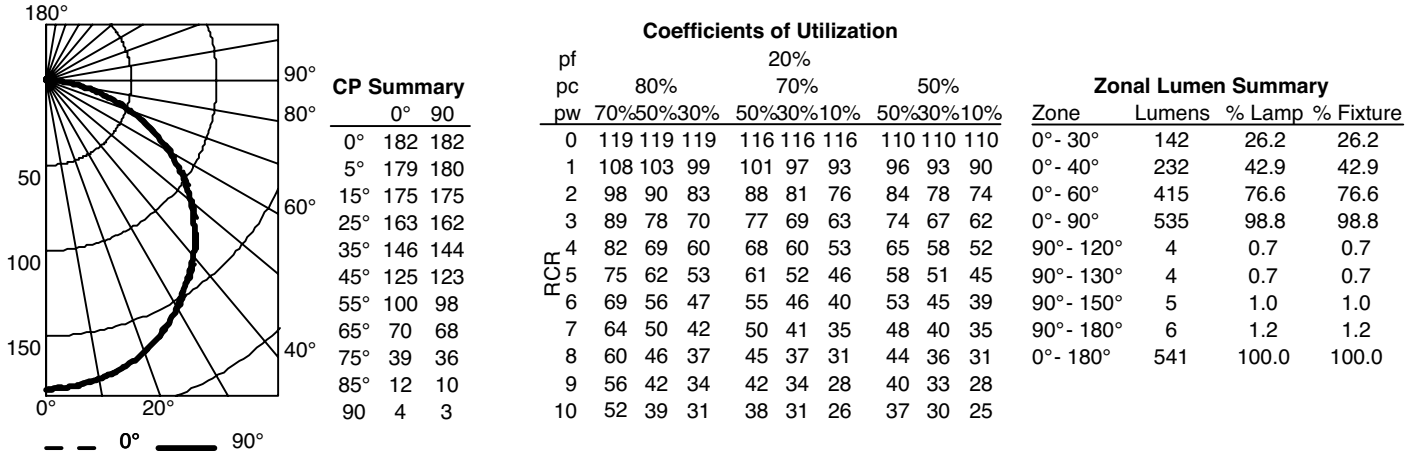 180°
90°
80°
60°
40°
50
100
150
0° 20°
0° 90°
CP Summary
0° 90
0° 182 182
5° 179 180
15° 175 175
25° 163 162
35° 146 144
45° 125 123
55° 100 98
65° 70 68
75° 39 36
85° 12 10
90 4 3
Coefficients of Utilization
pf 20%
pc 80% 70% 50%
pw 70%50%30% 50%30%10% 50%30%10%
RCR
0 119 119 119 116 116 116 110 110 110
1 108 103 99 101 97 93 96 93 90
2 98 90 83 88 81 76 84 78 74
3 89 78 70 77 69 63 74 67 62
4 82 69 60 68 60 53 65 58 52
5 75 62 53 61 52 46 58 51 45
6 69 56 47 55 46 40 53 45 39
7 64 50 42 50 41 35 48 40 35
8 60 46 37 45 37 31 44 36 31
9 56 42 34 42 34 28 40 33 28
10 52 39 31 38 31 26 37 30 25
Zonal Lumen Summary
Zone Lumens % Lamp % Fixture
0°- 30° 142 26.2 26.2
0°- 40° 232 42.9 42.9
0°- 60° 415 76.6 76.6
0°- 90° 535 98.8 98.8
90°- 120° 4 0.7 0.7
90°- 130° 4 0.7 0.7
90°- 150° 5 1.0 1.0
90°- 180° 6 1.2 1.2
0°- 180° 541 100.0 100.0